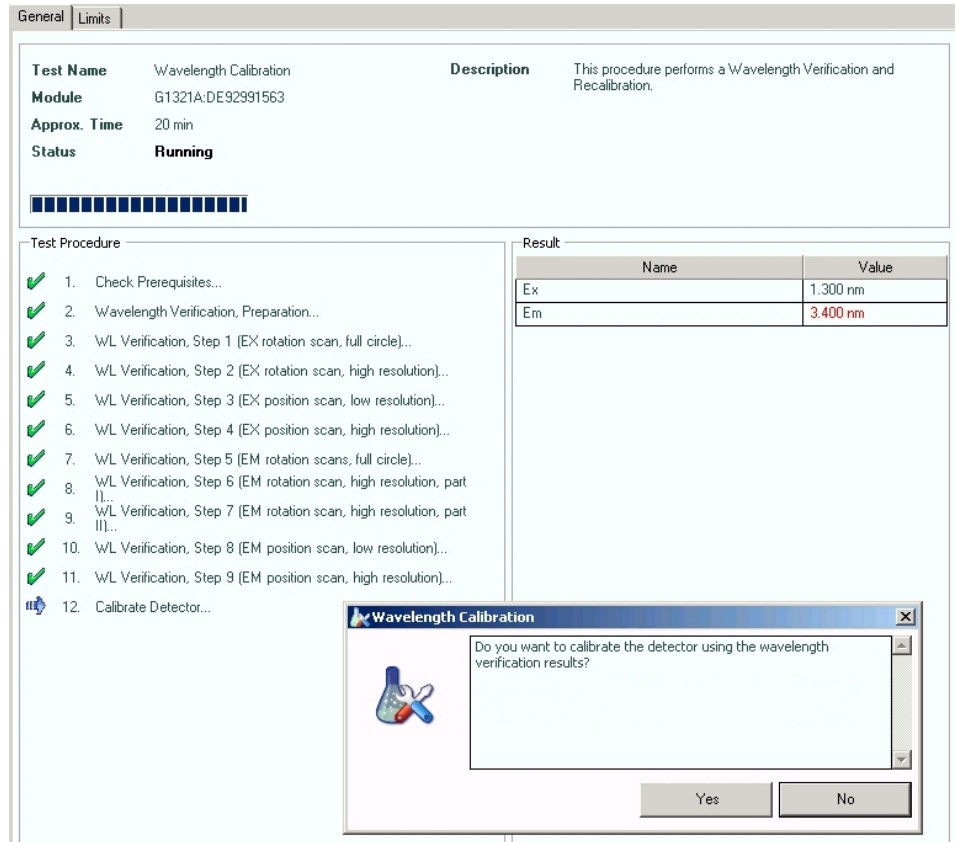 General
Limits
Test Name
Wavelength Calibration
Module
G1321A:DE92991563
Approx. Time
20 min
Status
Running
Description
This procedure performs a Wavelength Verification and
Recalibration.
Test Procedure
1. Check Prerequisites...
2. Wavelength Verification, Preparation...
3. WL Verification, Step 1 (EX rotation scan, full circle)...
4. WL Verification, Step 2 (EX rotation scan, high resolution)...
5. WL Verification, Step 3 (EX position scan, low resolution)...
6. WL Verification, Step 4 (EX position scan, high resolution)...
7. WL Verification, Step 5 (EM rotation scans, full circle)...
8. WL Verification, Step 6 (EM rotation scan, high resolution, part
I)...
9. WL Verification, Step 7 (EM rotation scan, high resolution, part
II)...
10. WL Verification, Step 8 (EM position scan, low resolution)...
11. WL Verification, Step 9 (EM position scan, high resolution)...
12. Calibrate Detector...
Result
Name Value
Ex 1.300 nm
Em 3.400 nm
Wavelength Calibration
Do you want to calibrate the detector using the wavelength
verification results?
Yes
No